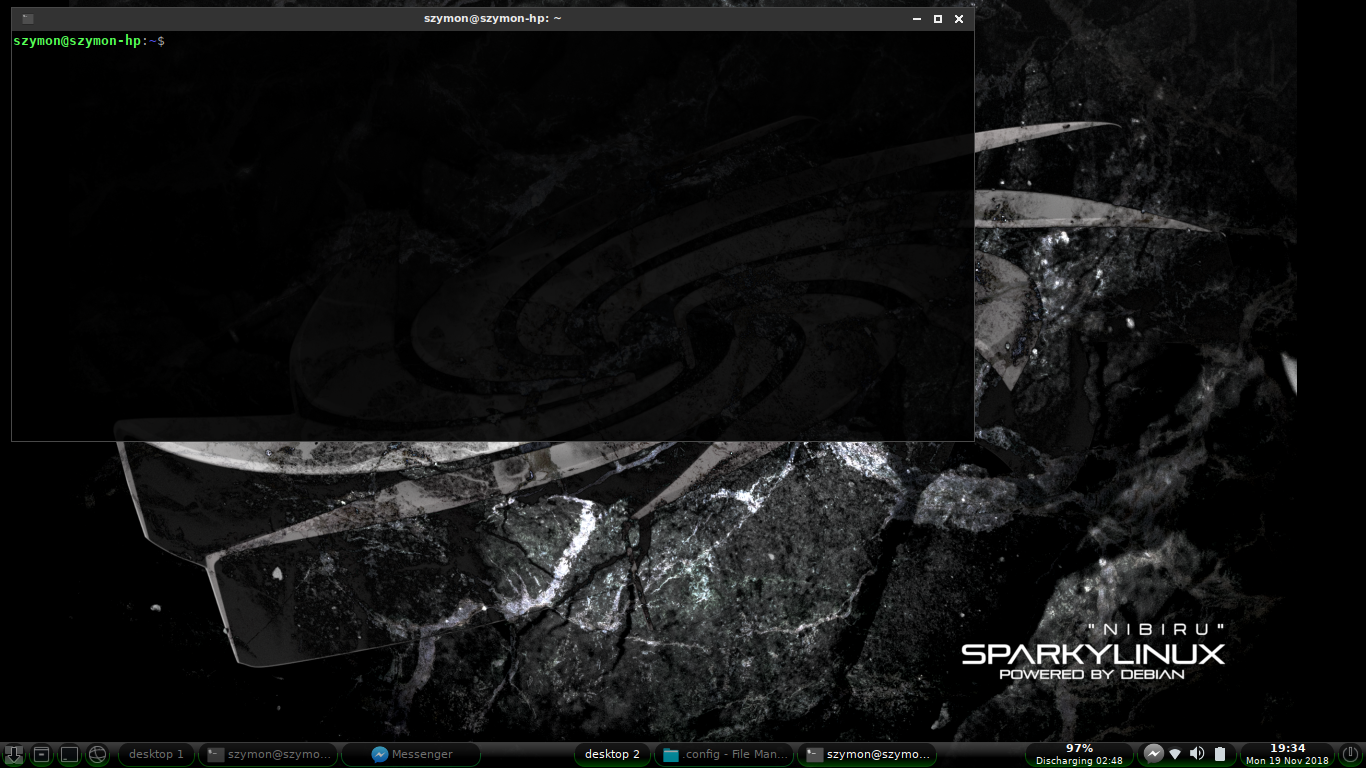 szymon@szymon-hp: ~
szymon@szymon-hp:~$
"NIBIRU"
SPARKYLINUX
POWERED BY DEBIAN
desktop 1
szymon@szymo...
Messenger
desktop 2
.config - File Man...
szymon@szymo...
97%
Discharging 02:48
19:34
Mon 19 Nov 2018